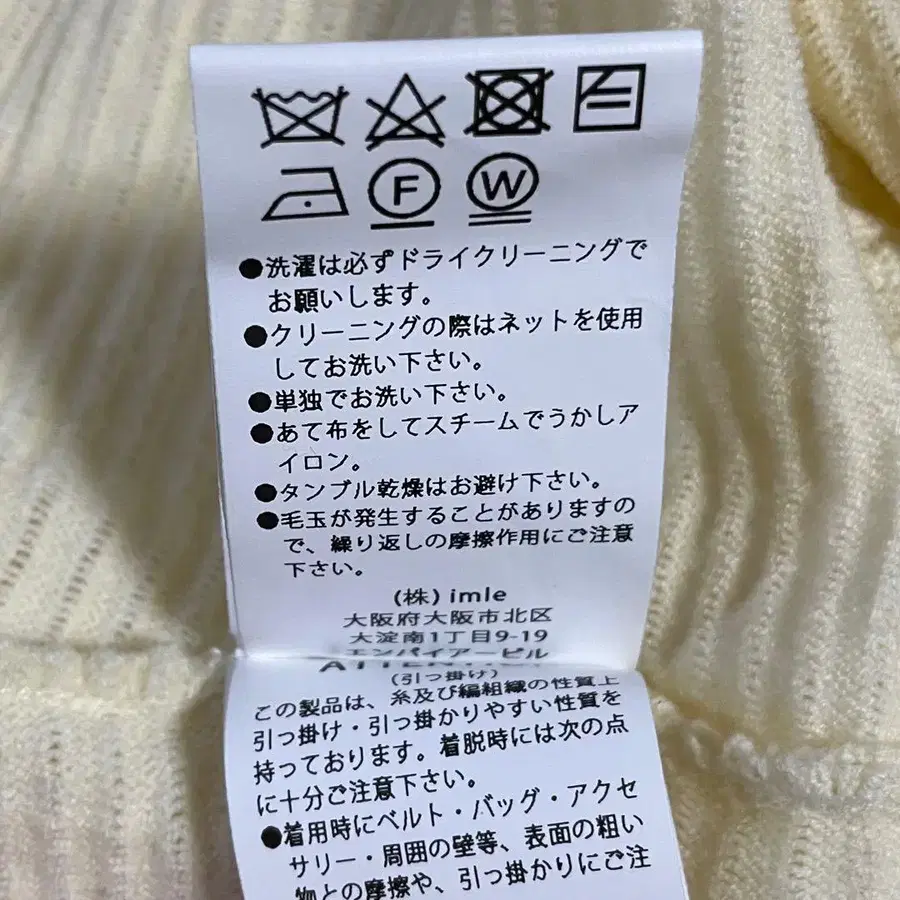 F
W
●洗濯は必ずドライクリーニングで
お願いします。
●クリーニングの際はネットを使用
してお洗い下さい。
●単独でお洗い下さい。
●あて布をしてスチームでうかしア
イロン。
●タンブル乾燥はお避け下さい。
●毛玉が発生することがありますの
で、繰り返しの摩擦作用にご注意
下さい。
(株) imle
大阪府大阪市北区
大淀南1丁目9-19
エンパイアービル
(引っ掛け)
この製品は、糸及び編組織の性質上
引っ掛け・引っ掛かりやすい性質を
持っております。着脱時には次の点
に十分ご注意下さい。
●着用時にベルト・バッグ・アクセ
サリー・周囲の壁等、表面の粗い
物との摩擦や、引っ掛かりにご注